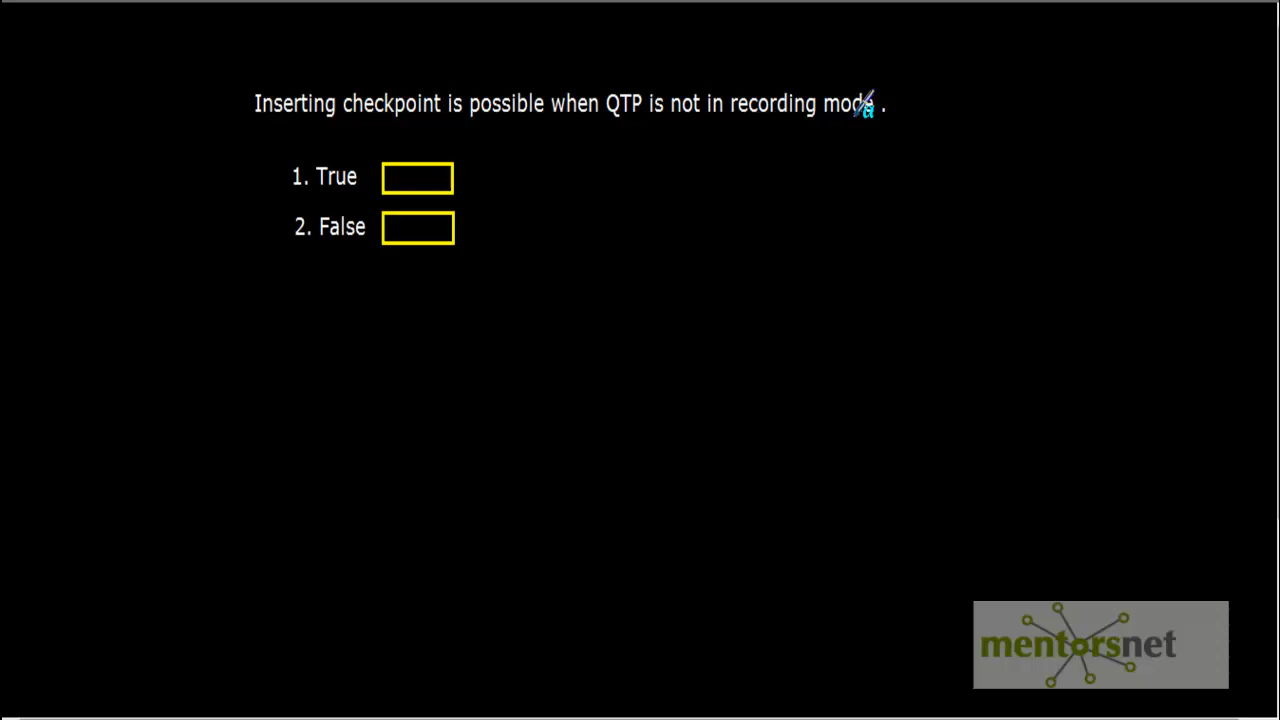 Inserting checkpoint is possible when QTP is not in recording mode .
1. True
2. False
mentorsnet